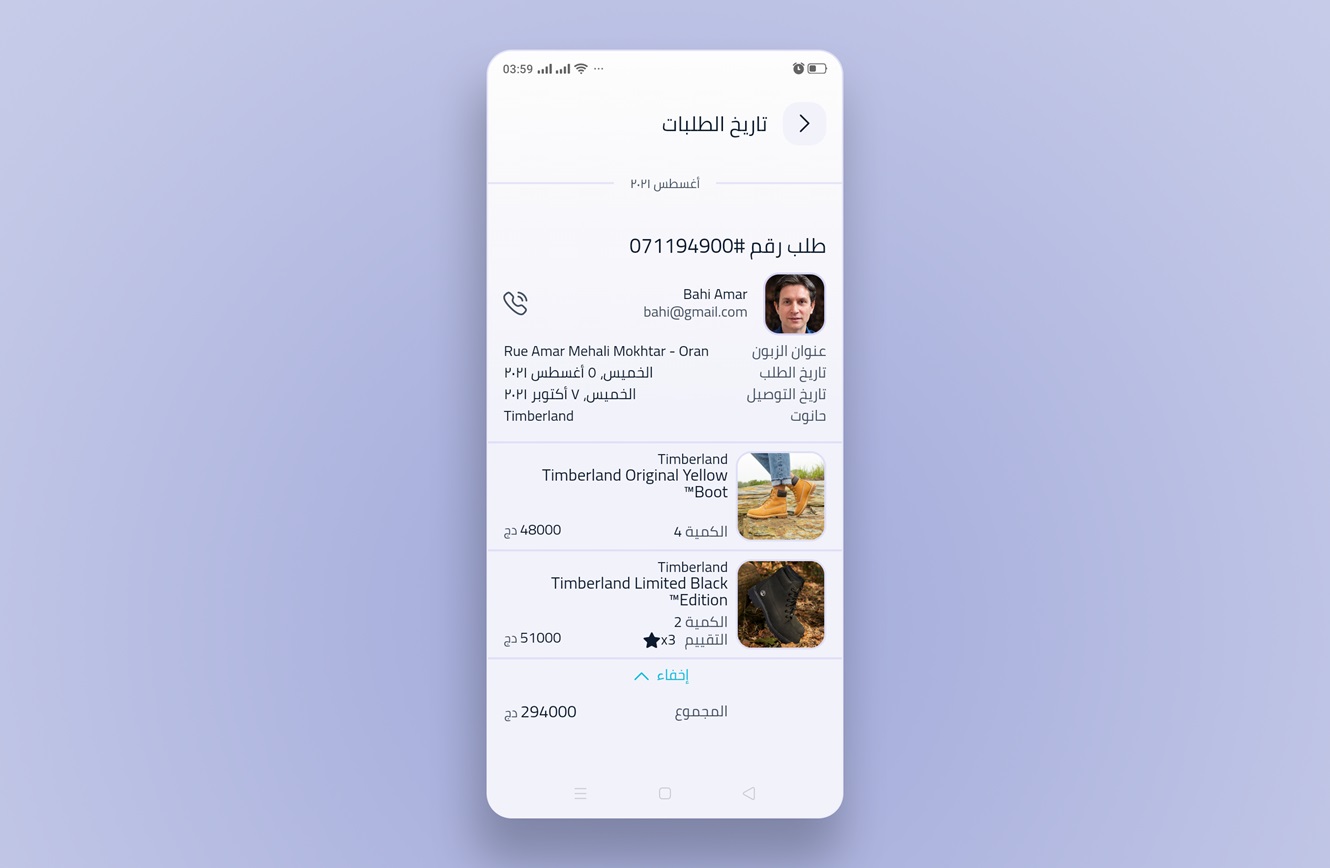 03:59
تاريخ الطلبات
أغسطس ٢٠٢١
طلب رقم #071194900
Bahi Amar
bahi@gmail.com
عنوان الزبون Rue Amar Mehali Mokhtar - Oran
تاريخ الطلب الخميس, ٥ أغسطس ٢٠٢١
تاريخ التوصيل الخميس, ٧ أكتوبر ٢٠٢١
حانوت Timberland
Timberland
Timberland Original Yellow
Boot™
الكمية 4 48000 دج
Timberland
Timberland Limited Black
Edition™
الكمية 2
التقييم x3★ 51000 دج
إخفاء
المجموع 294000 دج